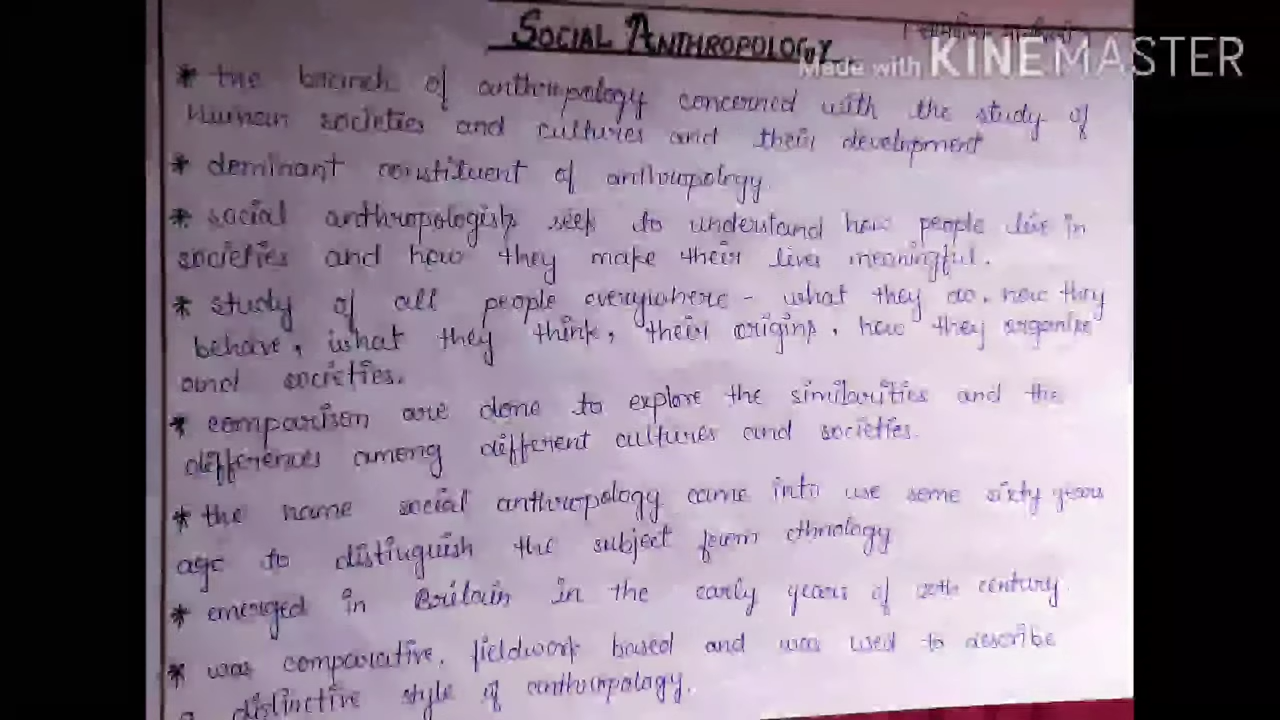 SOCIAL ANTHROPOLOGY
Made with KINEMASTER
* the branch of anthropology concerned with the study of
Human societies and cultures and their development
* deminant constituent of anthropology.
* social anthropologists seek to understand how people live in
societies and how they make their lives meaningful.
* study of all people everywhere - what they do, how they
behave, what they think, their origins, how they organise
and societies.
* comparison are done to explore the similarities and the
differences among different cultures and societies.
* the name social anthropology came into use some sixty years
ago to distinguish the subject from ethnology
* emerged in Britain in the early years of 20th century
* was comparative, fieldwork based and was used to describe
a distinctive style of anthropology.